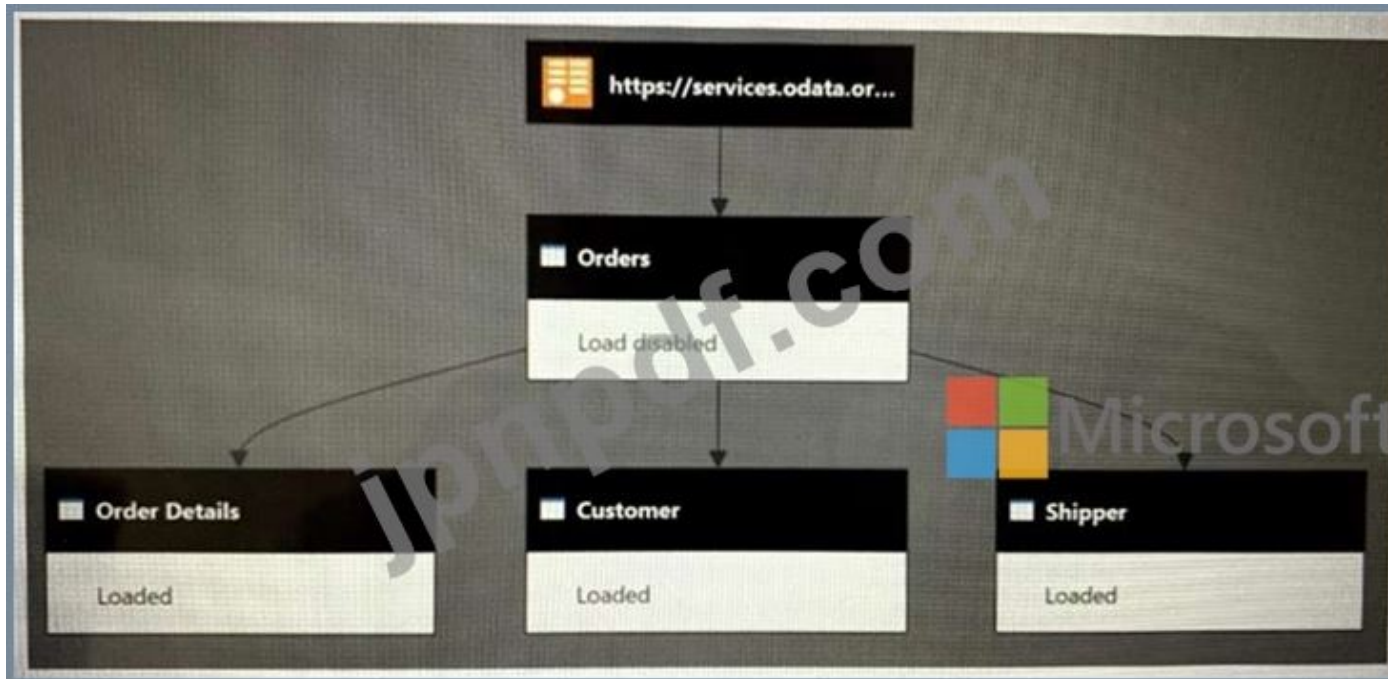 https://services.odata.or...
Orders
Load disabled
jpnpdf.com
Microsoft
Order Details
Customer
Shipper
Loaded
Loaded
Loaded